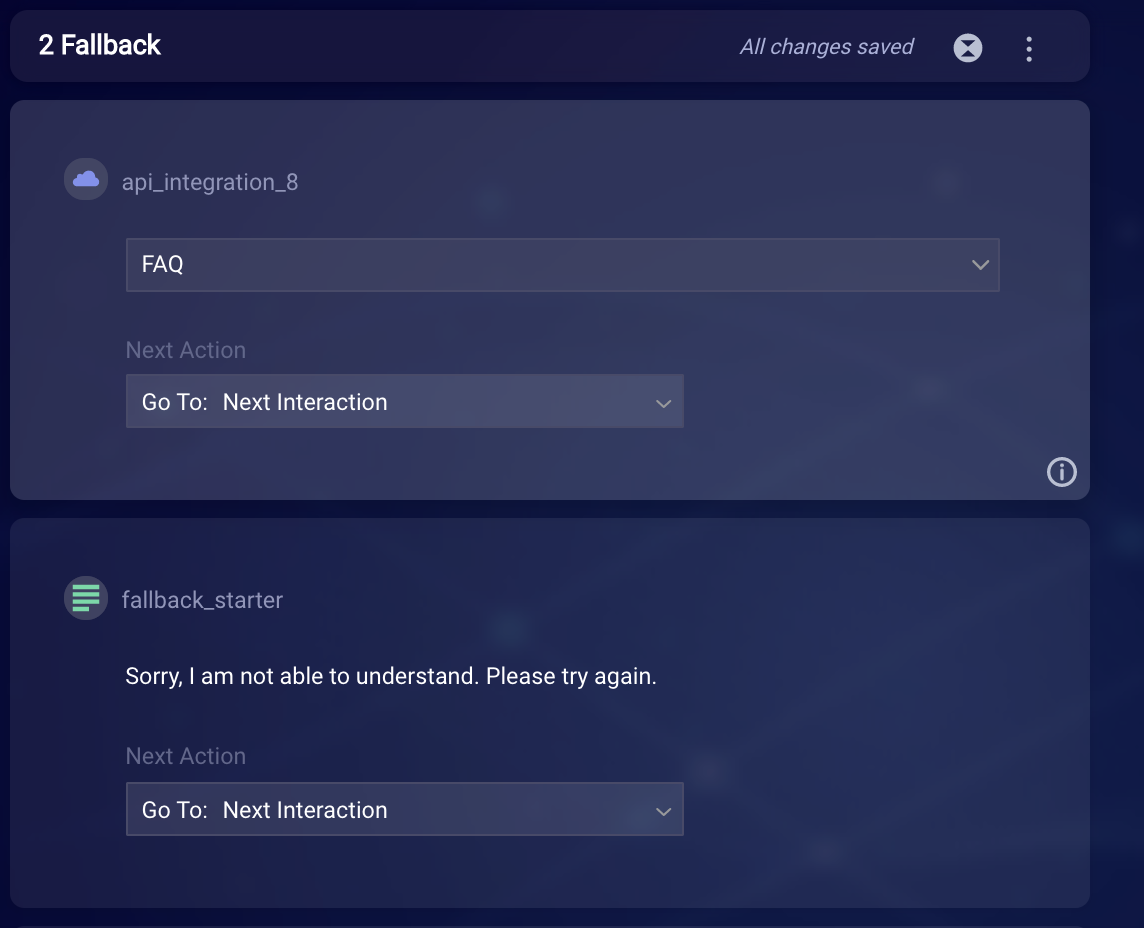 2 Fallback
All changes saved
api_integration_8
FAQ
Next Action
Go To: Next Interaction
fallback_starter
Sorry, I am not able to understand. Please try again.
Next Action
Go To: Next Interaction